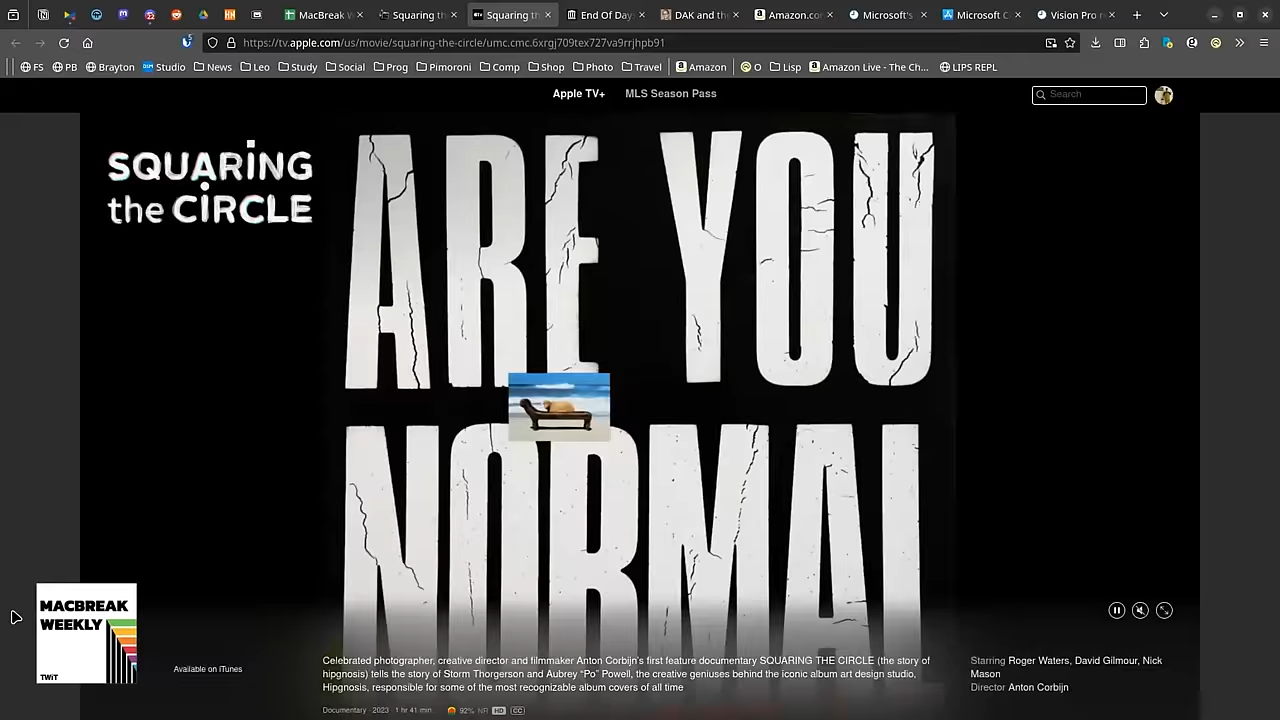 MacBreak W
Squaring th
Squaring th
End Of Day
DAK and the
Amazon.co
Microsoft's
Microsoft C
Vision Pro r
https://tv.apple.com/us/movie/squaring-the-circle/umc.cmc.6xrgj709tex727va9rrjhpb91
FS PB Brayton Studio News Leo Study Social Prog Pimoroni Comp Shop Photo Travel Amazon O Lisp Amazon Live - The Ch... LIPS REPL
Apple TV+ MLS Season Pass
Search
SQUARING
the CIRCLE
ARE YOU
NORMAL
MACBREAK
WEEKLY
TWiT
Available on iTunes
Celebrated photographer, creative director and filmmaker Anton Corbijn's first feature documentary SQUARING THE CIRCLE (the story of
hipgnosis) tells the story of Storm Thorgerson and Aubrey “Po” Powell, the creative geniuses behind the iconic album art design studio,
Hipgnosis, responsible for some of the most recognizable album covers of all time
Starring Roger Waters, David Gilmour, Nick
Mason
Director Anton Corbijn
Documentary · 2023 1 hr 41 min 92% NR HD CC